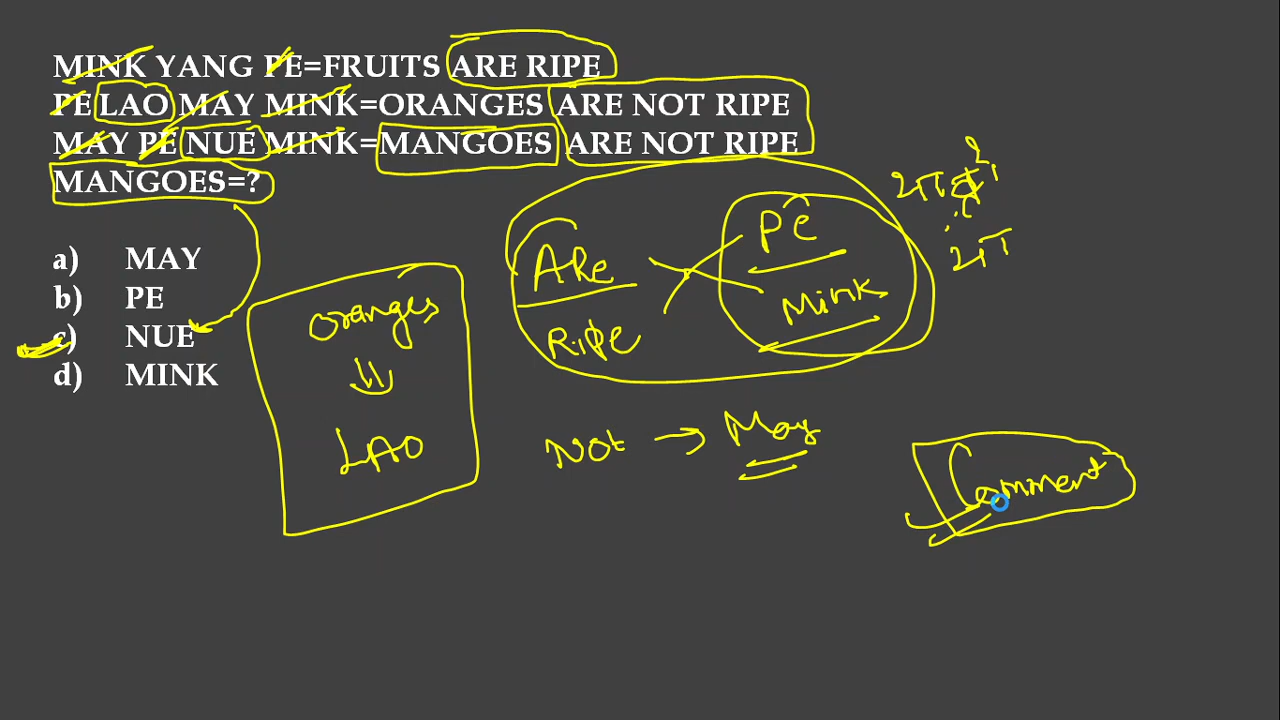 MINK YANG PE=FRUITS ARE RIPE
PE LAO MAY MINK=ORANGES ARE NOT RIPE
MAY PE NUE MINK=MANGOES ARE NOT RIPE
MANGOES=?
a) MAY
b) PE
c) NUE
d) MINK
Oranges
LAO
ARe
Ripe
Pe
Mink
Not → May
Comment